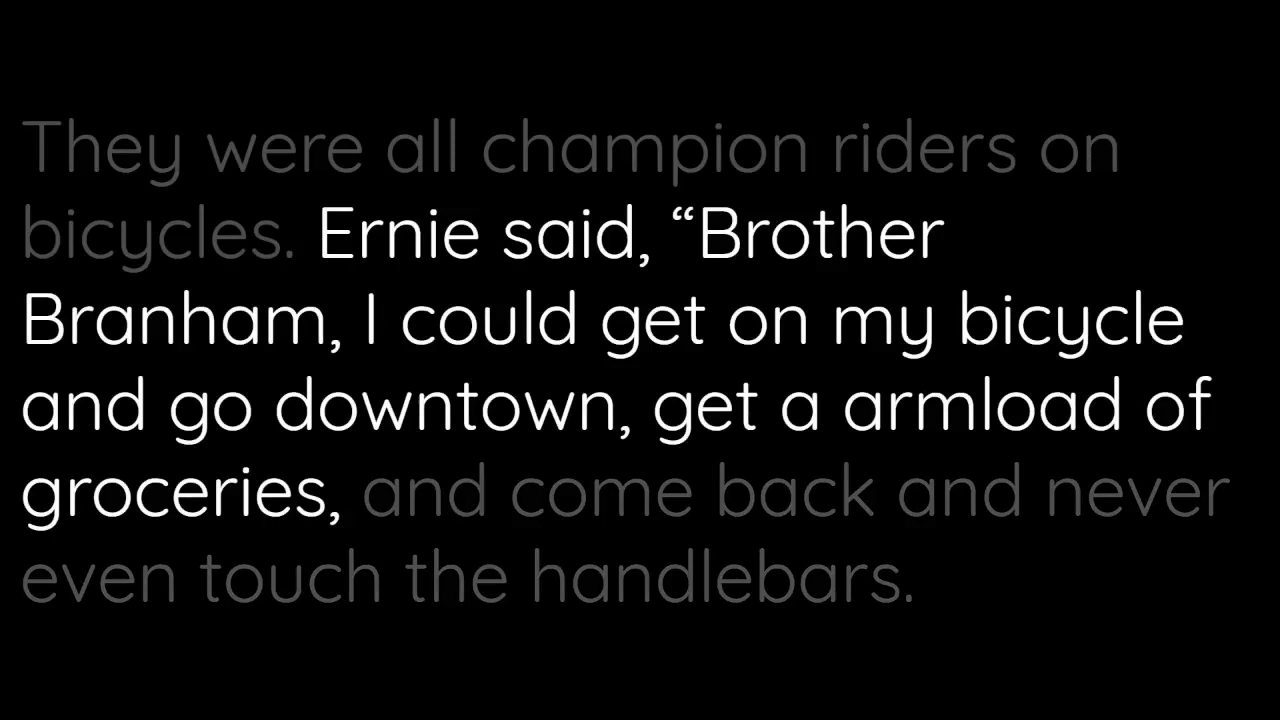 They were all champion riders on
bicycles. Ernie said, “Brother
Branham, I could get on my bicycle
and go downtown, get a armload of
groceries, and come back and never
even touch the handlebars.